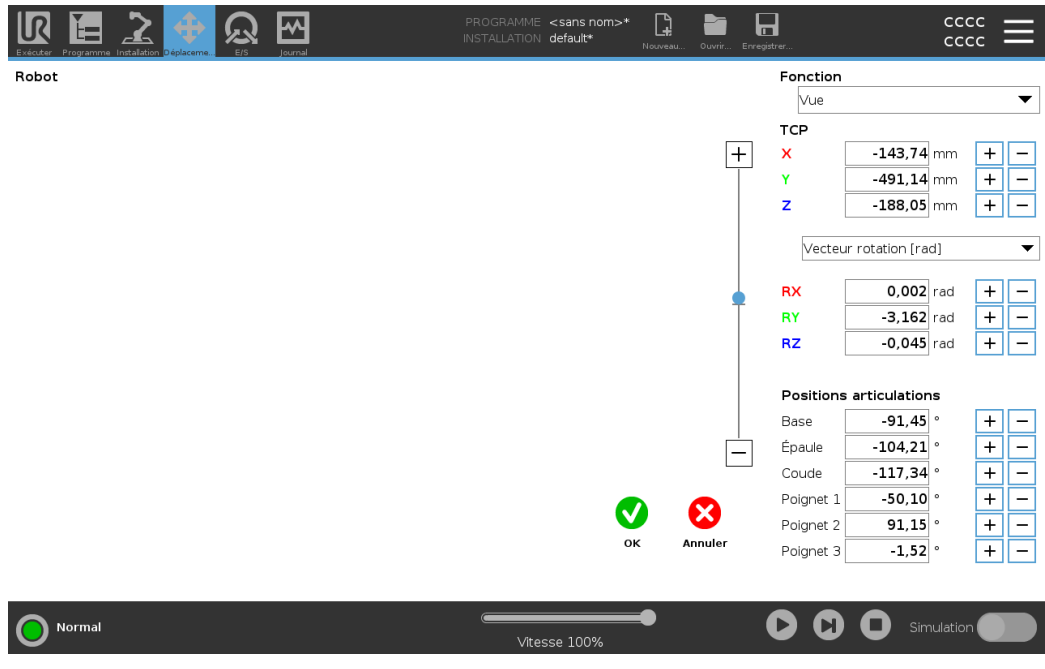 PROGRAMME <sans nom>*
INSTALLATION default*
Exécuter Programme Installation Déplaceme... E/S Journal
Nouveau... Ouvrir... Enregistrer...
CCCC
CCCC
Robot
Fonction
Vue
TCP
X -143,74 mm + −
Y -491,14 mm + −
Z -188,05 mm + −
Vecteur rotation [rad]
RX 0,002 rad + −
RY -3,162 rad + −
RZ -0,045 rad + −
Positions articulations
Base -91,45 ° + −
Épaule -104,21 ° + −
Coude -117,34 ° + −
Poignet 1 -50,10 ° + −
Poignet 2 91,15 ° + −
Poignet 3 -1,52 ° + −
OK Annuler
Normal
Vitesse 100%
Simulation